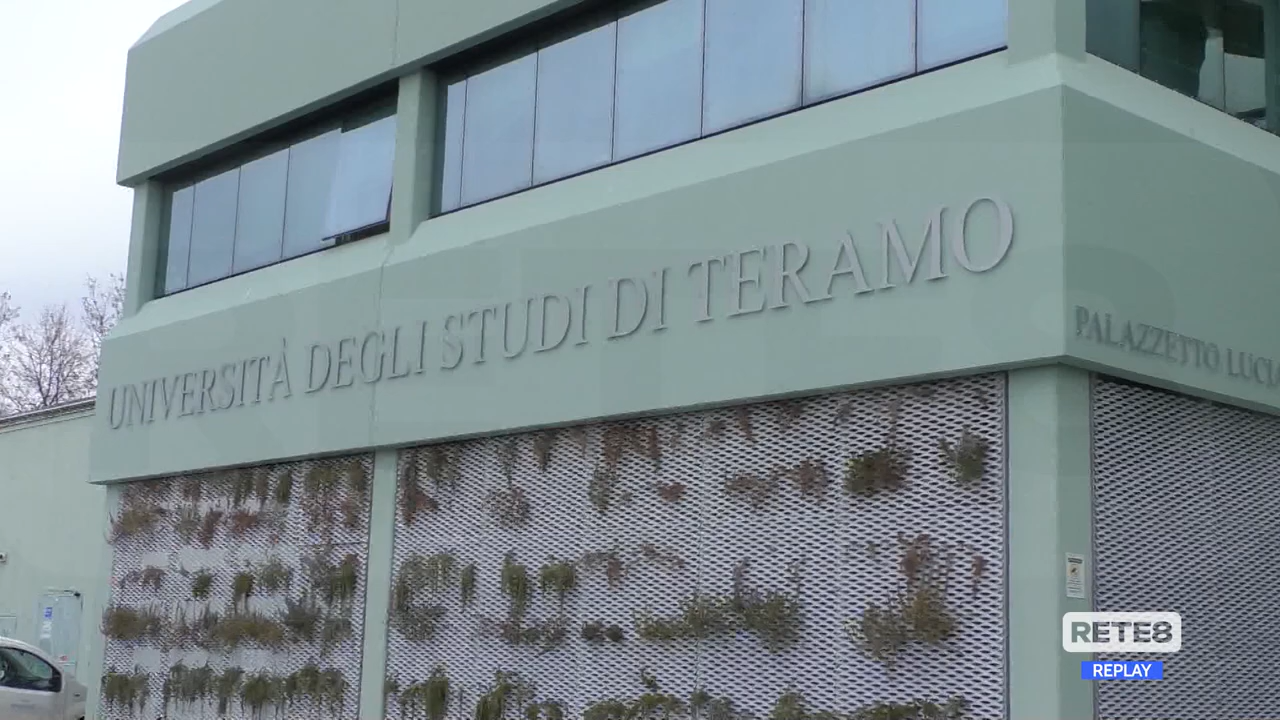 UNIVERSITÀ DEGLI STUDI DI TERAMO
PALAZZETTO
RETE8
REPLAY